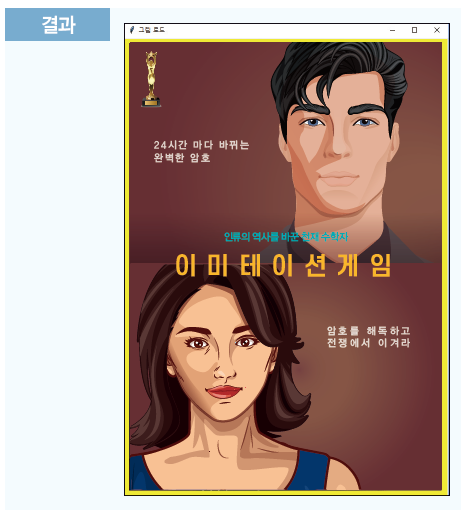 결과
그림 로드
24시간 마다 바뀌는
완벽한 암호
인류의 역사를 바꾼 천재 수학자
이미테이션게임
암호를 해독하고
전쟁에서 이겨라